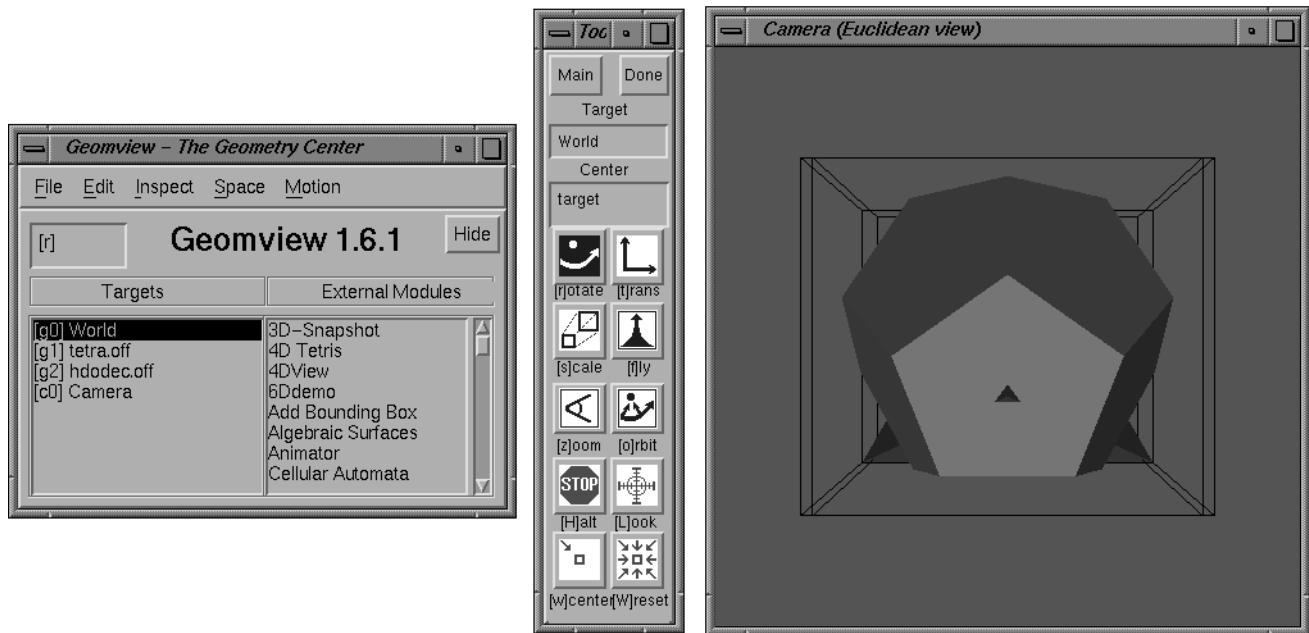 Geomview – The Geometry Center
File Edit Inspect Space Motion
[r]
Geomview 1.6.1
Hide
Targets
External Modules
[g0] World
[g1] tetra.off
[g2] hdodec.off
[c0] Camera
3D–Snapshot
4D Tetris
4DView
6Ddemo
Add Bounding Box
Algebraic Surfaces
Animator
Cellular Automata
Toc
Main Done
Target
World
Center
target
[r]otate [t]rans
[s]cale [f]ly
[z]oom [o]rbit
STOP
[H]alt [L]ook
[w]center [W]reset
Camera (Euclidean view)